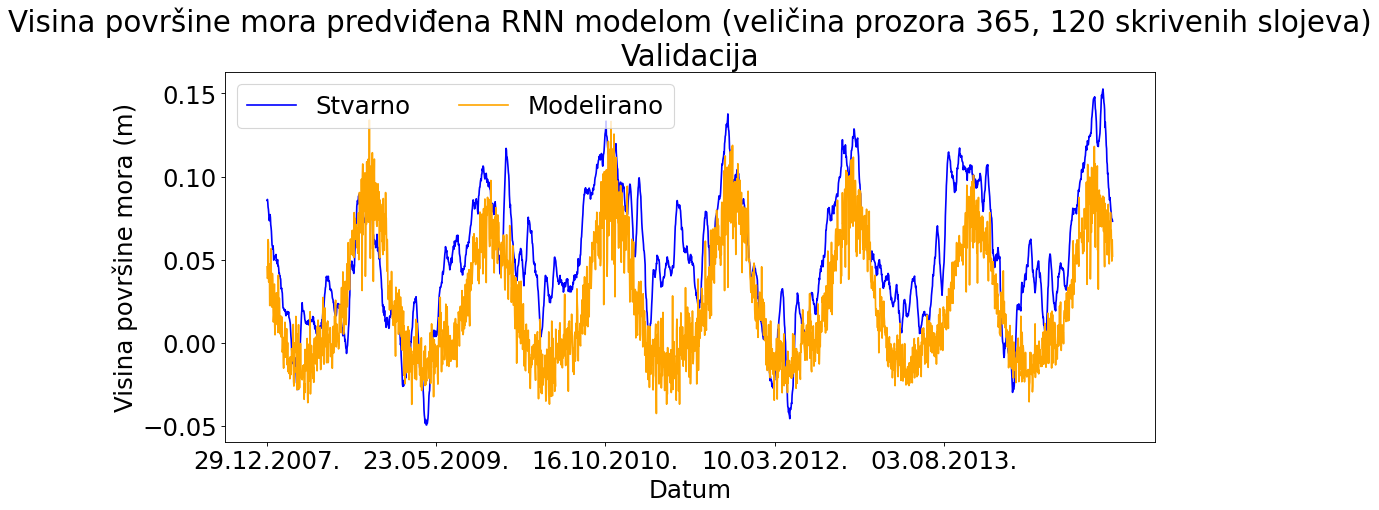 Visina površine mora predviđena RNN modelom (veličina prozora 365, 120 skrivenih slojeva)
Validacija
Stvarno
Modelirano
Visina površine mora (m)
0.15
0.10
0.05
0.00
−0.05
29.12.2007.
23.05.2009.
16.10.2010.
10.03.2012.
03.08.2013.
Datum